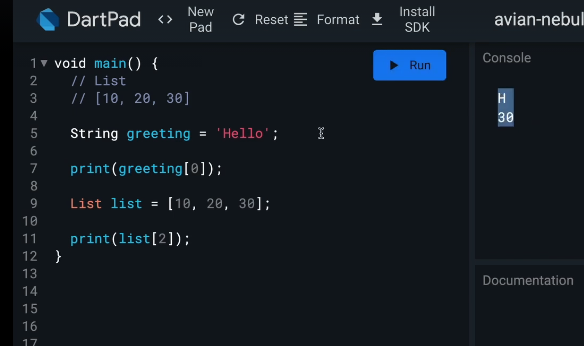 DartPad <> New Pad Reset Format Install SDK avian-nebul
Run
Console
1 void main() {
2 // List
3 // [10, 20, 30]
4
5 String greeting = 'Hello';
6
7 print(greeting[0]);
8
9 List list = [10, 20, 30];
10
11 print(list[2]);
12 }
13
14
15
16
17
H
30
Documentation